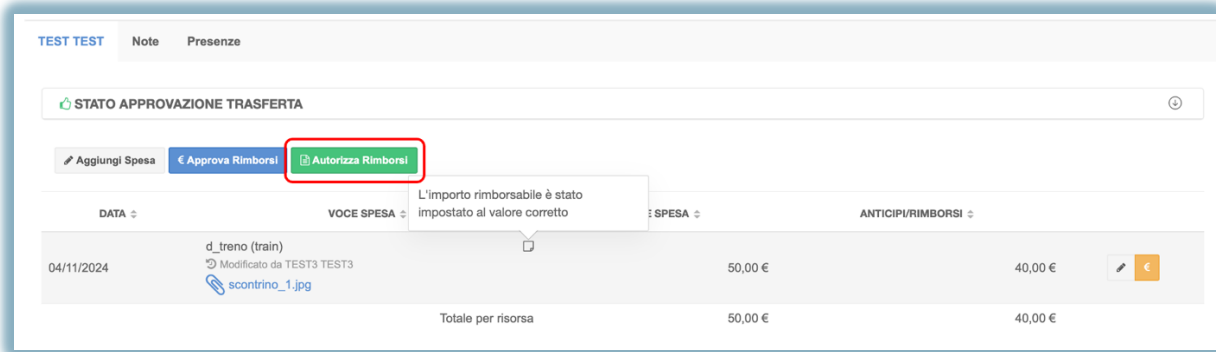 TEST TEST Note Presenze
STATO APPROVAZIONE TRASFERTA
Aggiungi Spesa € Approva Rimborsi Autorizza Rimborsi
L'importo rimborsabile è stato
impostato al valore corretto
DATA VOCE SPESA E SPESA ANTICIPI/RIMBORSI
d_treno (train)
04/11/2024 Modificato da TEST3 TEST3 50,00 € 40,00 € €
scontrino_1.jpg
Totale per risorsa 50,00 € 40,00 €